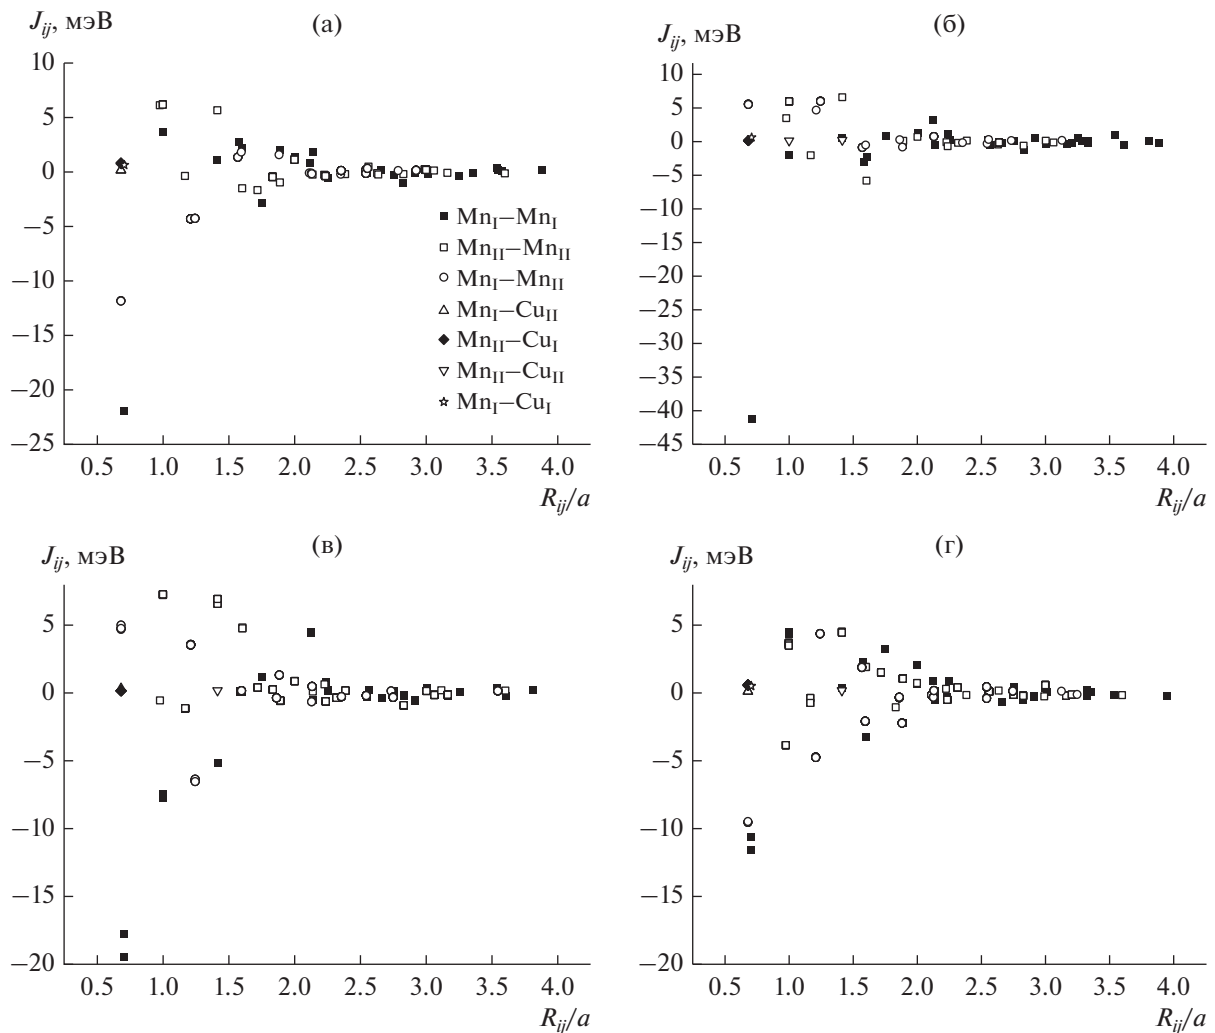 J_ij, мэВ
(а)
10
5
0
−5
−10
−15
−20
−25
0.5 1.0 1.5 2.0 2.5 3.0 3.5 4.0
R_ij/a
Mn_I−Mn_I
Mn_II−Mn_II
Mn_I−Mn_II
Mn_I−Cu_II
Mn_II−Cu_I
Mn_II−Cu_II
Mn_I−Cu_I
J_ij, мэВ
(б)
10
5
0
−5
−10
−15
−20
−25
−30
−35
−40
−45
0.5 1.0 1.5 2.0 2.5 3.0 3.5 4.0
R_ij/a
J_ij, мэВ
(в)
5
0
−5
−10
−15
−20
0.5 1.0 1.5 2.0 2.5 3.0 3.5 4.0
R_ij/a
J_ij, мэВ
(г)
5
0
−5
−10
−15
−20
0.5 1.0 1.5 2.0 2.5 3.0 3.5 4.0
R_ij/a